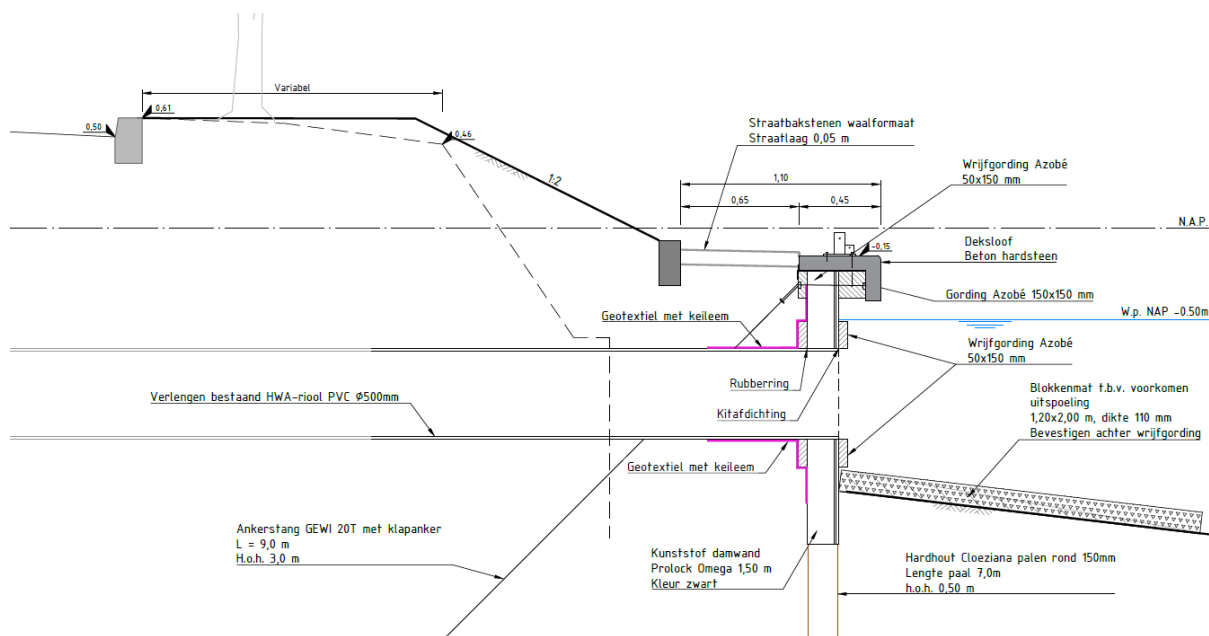 Variabel
0,61
0,50
0,46
1:2
Straatbakstenen waalformaat
Straatlaag 0,05 m
1,10
0,65
0,45
Wrijfgording Azobé
50x150 mm
N.A.P.
-0,15
Deksloof
Beton hardsteen
Gording Azobé 150x150 mm
W.p. NAP -0.50m
Geotextiel met keileem
Wrijfgording Azobé
50x150 mm
Rubberring
Verlengen bestaand HWA-riool PVC Ø500mm
Kitafdichting
Blokkenmat t.b.v. voorkomen
uitspoeling
1,20x2,00 m, dikte 110 mm
Bevestigen achter wrijfgording
Geotextiel met keileem
Ankerstang GEWI 20T met klapanker
L = 9,0 m
H.o.h. 3,0 m
Kunststof damwand
Prolock Omega 1,50 m
Kleur zwart
Hardhout Cloeziana palen rond 150mm
Lengte paal 7,0m
h.o.h. 0,50 m